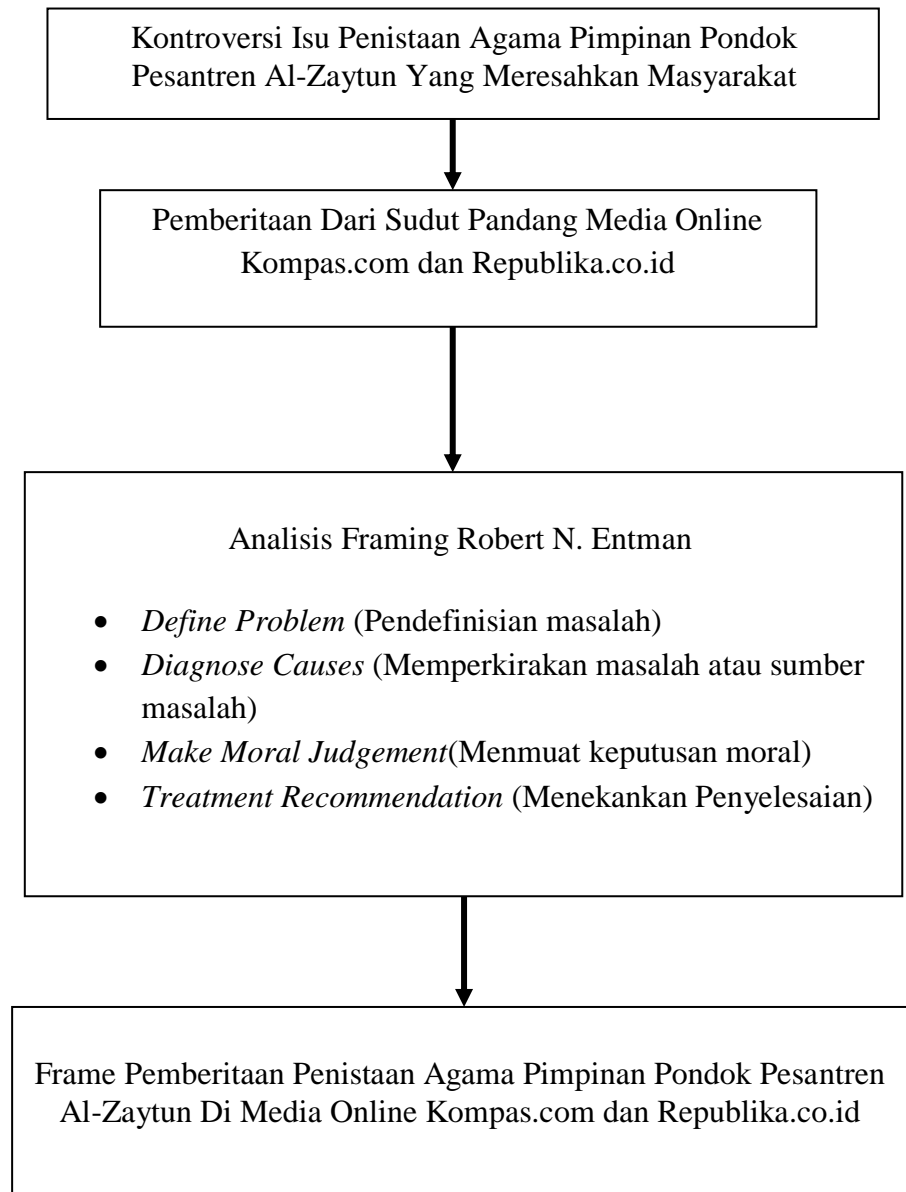 Kontroversi Isu Penistaan Agama Pimpinan Pondok
Pesantren Al-Zaytun Yang Meresahkan Masyarakat
Pemberitaan Dari Sudut Pandang Media Online
Kompas.com dan Republika.co.id
Analisis Framing Robert N. Entman
• Define Problem (Pendefinisian masalah)
• Diagnose Causes (Memperkirakan masalah atau sumber
masalah)
• Make Moral Judgement(Menmuat keputusan moral)
• Treatment Recommendation (Menekankan Penyelesaian)
Frame Pemberitaan Penistaan Agama Pimpinan Pondok Pesantren
Al-Zaytun Di Media Online Kompas.com dan Republika.co.id